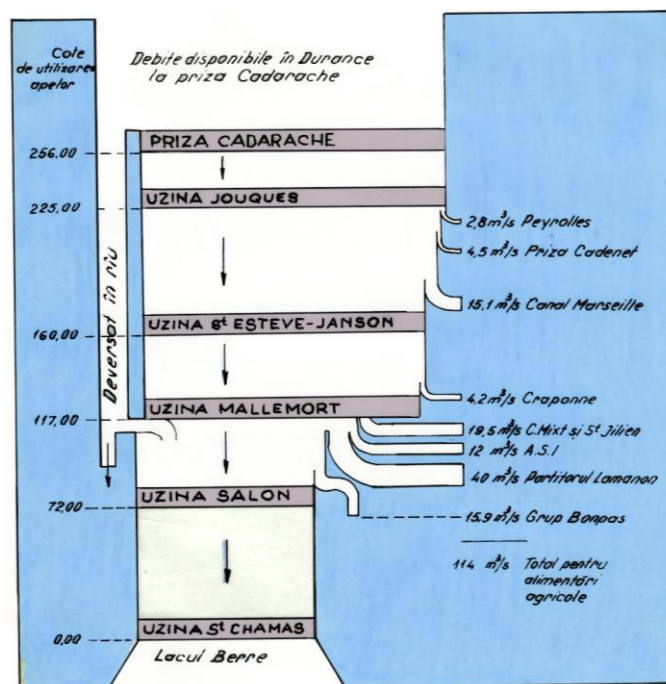 Cote
de utilizarea
apelor
Debite disponibile în Durance
la priza Cadarache
PRIZA CADARACHE
256,00
UZINA JOUQUES
225,00
2,8 m³/s Peyrolles
4,5 m³/s Priza Cadenet
15,1 m³/s Canal Marseille
UZINA St ESTEVE-JANSON
160,00
Deversat în rîu
4,2 m³/s Craponne
UZINA MALLEMORT
117,00
19,5 m³/s C.Mixt și St Jilien
12 m³/s A.S.I
40 m³/s Partitorul Lamanon
UZINA SALON
72,00
15,9 m³/s Grup Bonpas
114 m³/s Total pentru
alimentări
agricole
UZINA St CHAMAS
0,00
Lacul Berre